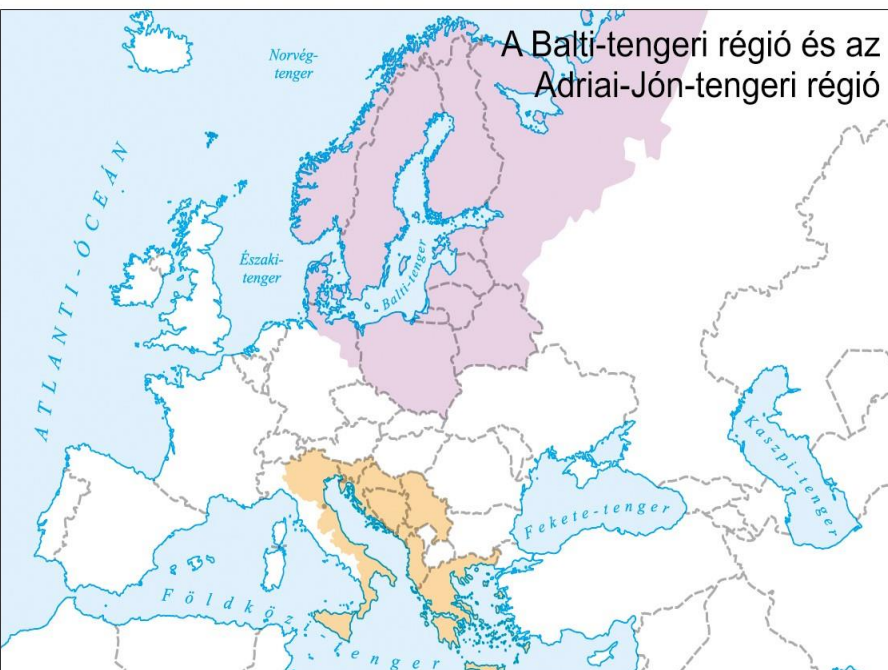 A Balti-tengeri régió és az
Adriai-Jón-tengeri régió
Norvég-
tenger
ATLANTI-ÓCEÁN
Északi-
tenger
Balti-tenger
Kaszpi-tenger
Fekete-tenger
Földközi
tenger